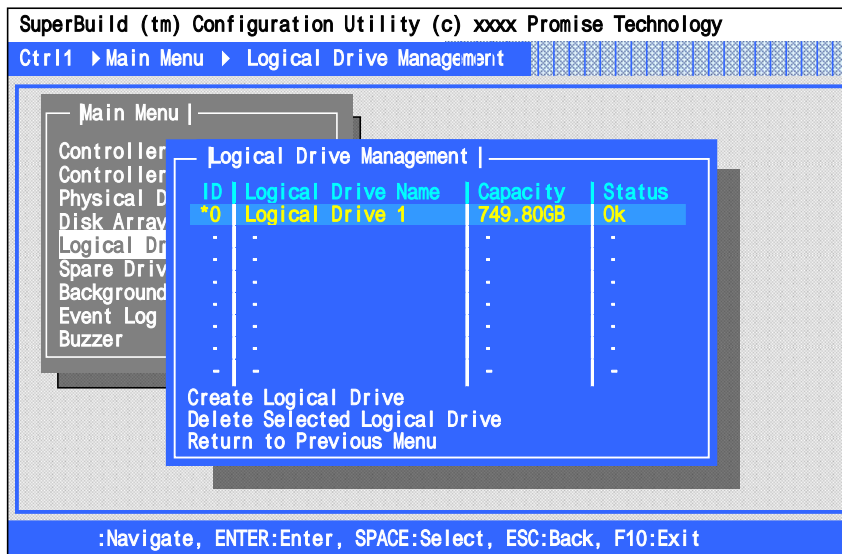 SuperBuild (tm) Configuration Utility (c) xxxx Promise Technology
Ctrl1 ▶Main Menu ▶ Logical Drive Management
|Main Menu|
Controller
Controller
Physical D
Disk Array
Logical Dr
Spare Driv
Background
Event Log
Buzzer
|Logical Drive Management|
ID | Logical Drive Name | Capacity | Status
*0 | Logical Drive 1 | 749.80GB | Ok
- | - | - | -
- | - | - | -
- | - | - | -
- | - | - | -
- | - | - | -
- | - | - | -
- | - | - | -
Create Logical Drive
Delete Selected Logical Drive
Return to Previous Menu
:Navigate, ENTER:Enter, SPACE:Select, ESC:Back, F10:Exit